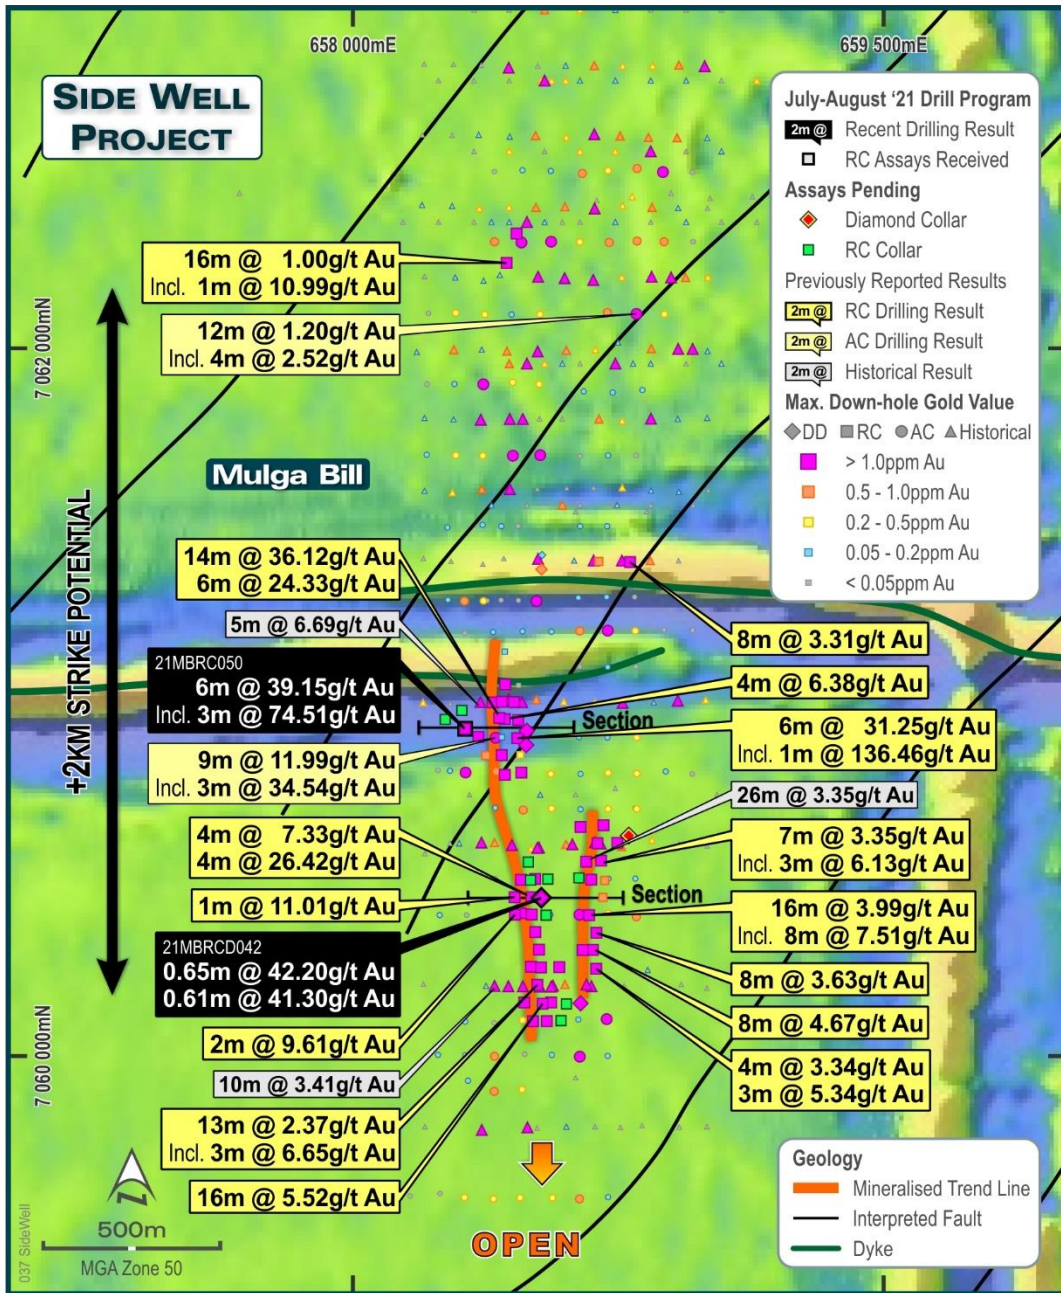 658 000mE
659 500mE
SIDE WELL
PROJECT
July-August '21 Drill Program
2m @
Recent Drilling Result
RC Assays Received
Assays Pending
Diamond Collar
RC Collar
Previously Reported Results
2m @
RC Drilling Result
2m @
AC Drilling Result
2m @
Historical Result
Max. Down-hole Gold Value
DD RC AC Historical
> 1.0ppm Au
0.5 - 1.0ppm Au
0.2 - 0.5ppm Au
0.05 - 0.2ppm Au
< 0.05ppm Au
16m @ 1.00g/t Au
Incl. 1m @ 10.99g/t Au
12m @ 1.20g/t Au
Incl. 4m @ 2.52g/t Au
7 062 000mN
Mulga Bill
+2KM STRIKE POTENTIAL
14m @ 36.12g/t Au
6m @ 24.33g/t Au
5m @ 6.69g/t Au
21MBRC050
6m @ 39.15g/t Au
Incl. 3m @ 74.51g/t Au
9m @ 11.99g/t Au
Incl. 3m @ 34.54g/t Au
4m @ 7.33g/t Au
4m @ 26.42g/t Au
1m @ 11.01g/t Au
21MBRCD042
0.65m @ 42.20g/t Au
0.61m @ 41.30g/t Au
2m @ 9.61g/t Au
10m @ 3.41g/t Au
13m @ 2.37g/t Au
Incl. 3m @ 6.65g/t Au
16m @ 5.52g/t Au
8m @ 3.31g/t Au
4m @ 6.38g/t Au
Section
6m @ 31.25g/t Au
Incl. 1m @ 136.46g/t Au
26m @ 3.35g/t Au
7m @ 3.35g/t Au
Incl. 3m @ 6.13g/t Au
Section
16m @ 3.99g/t Au
Incl. 8m @ 7.51g/t Au
8m @ 3.63g/t Au
8m @ 4.67g/t Au
4m @ 3.34g/t Au
3m @ 5.34g/t Au
7 060 000mN
OPEN
N
500m
MGA Zone 50
037 SideWell
Geology
Mineralised Trend Line
Interpreted Fault
Dyke